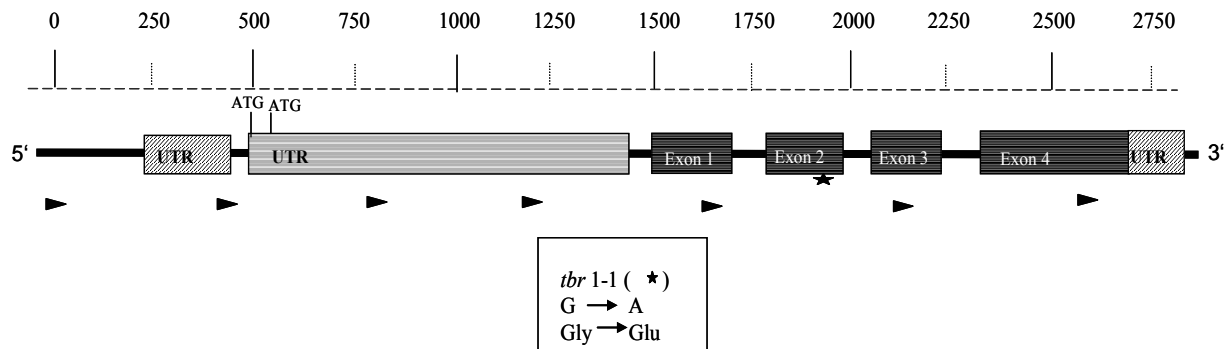 0 250 500 750 1000 1250 1500 1750 2000 2250 2500 2750
ATG ATG
5‘ UTR UTR Exon 1 Exon 2 Exon 3 Exon 4 UTR 3‘
tbr 1-1 ( ★ )
G → A
Gly → Glu